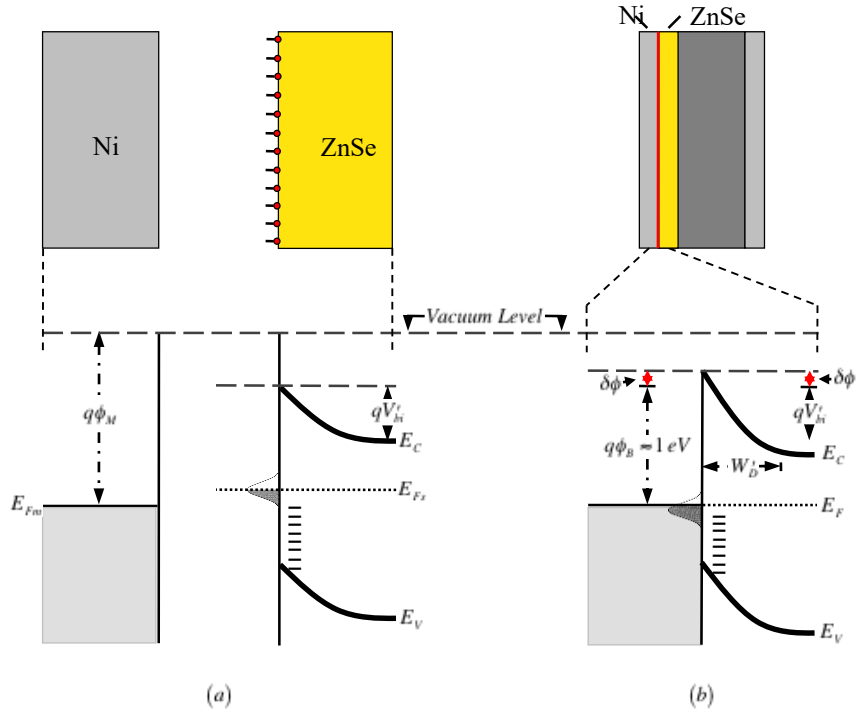 Ni ZnSe
Ni
ZnSe
Vacuum Level
δϕ δϕ
qϕ_M
qV'_bi
qV'_bi
E_C
qϕ_B ≈ 1 eV
E_C
W'_D
E_Fs
E_Fm
E_F
E_V
E_V
(a)
(b)